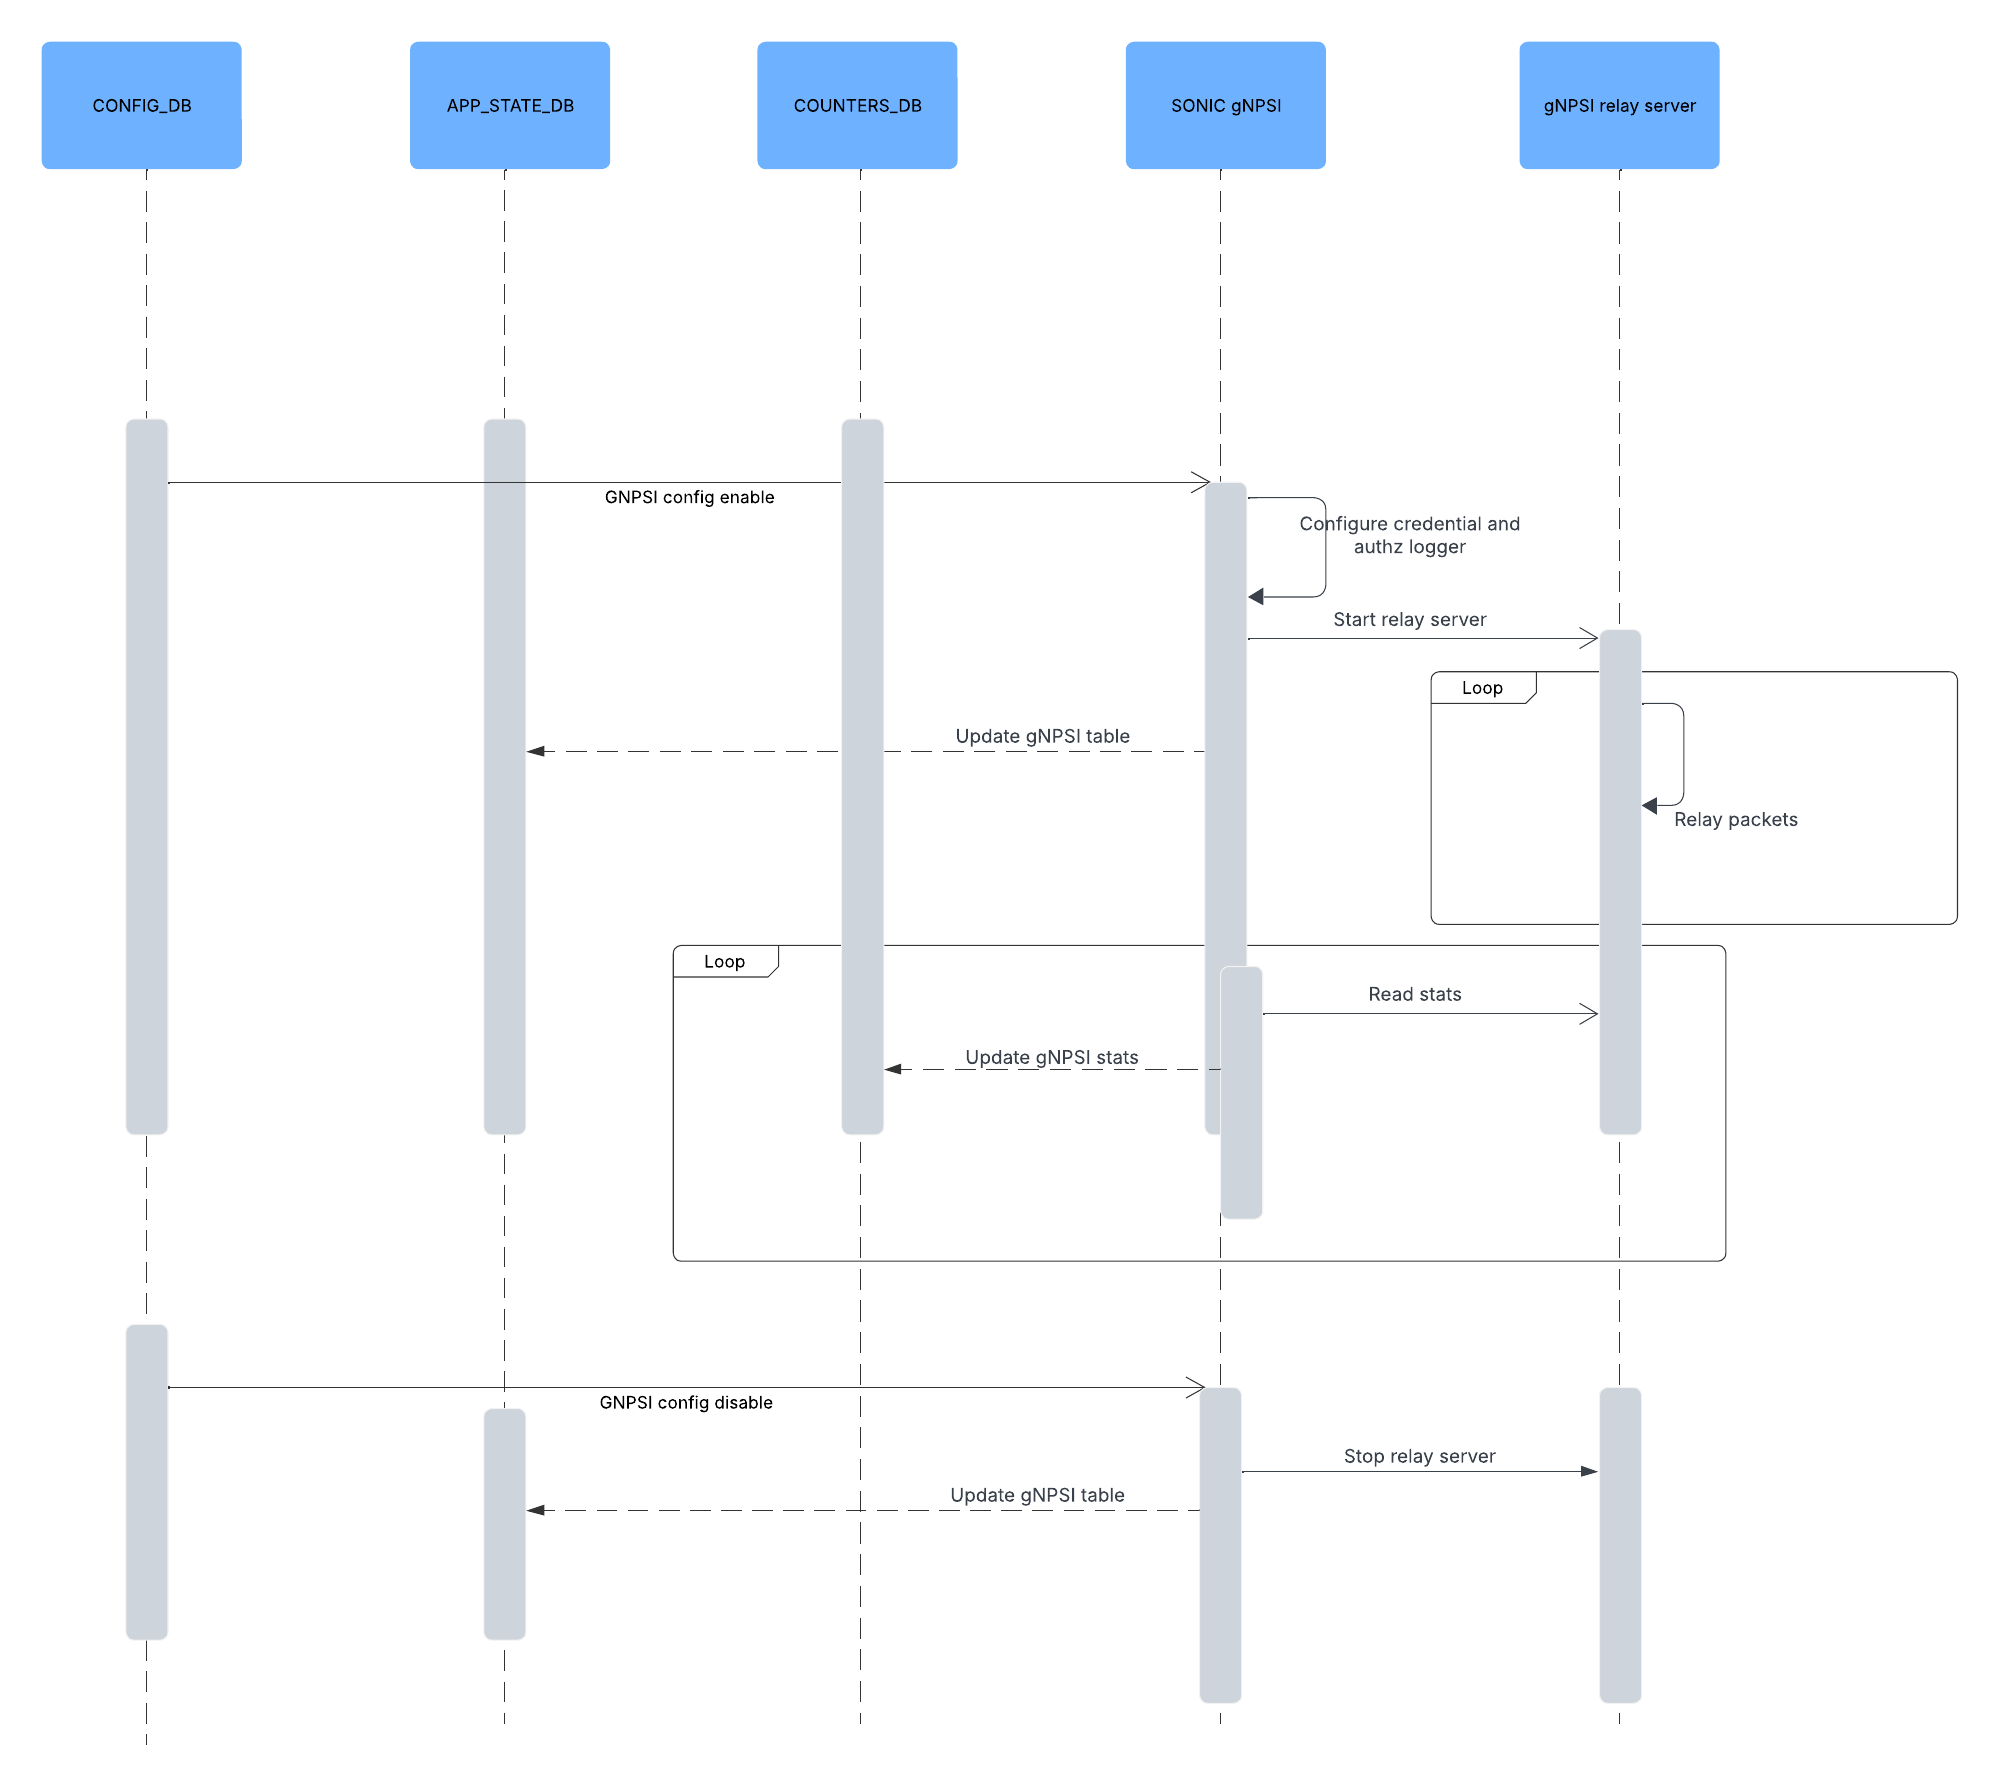 CONFIG_DB
APP_STATE_DB
COUNTERS_DB
SONIC gNPSI
gNPSI relay server
GNPSI config enable
Configure credential and
authz logger
Start relay server
Loop
Update gNPSI table
Relay packets
Loop
Read stats
Update gNPSI stats
GNPSI config disable
Stop relay server
Update gNPSI table